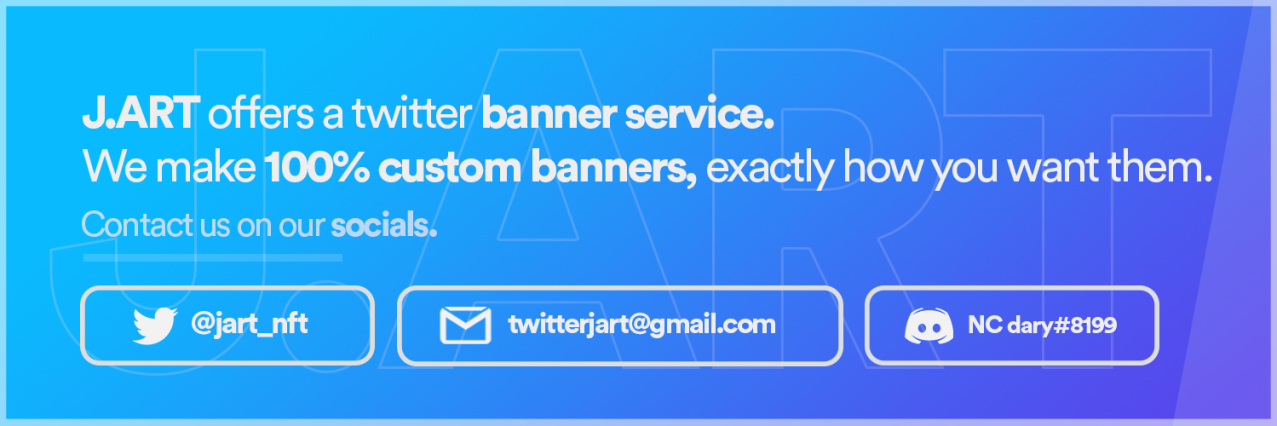 J.ART
J.ART offers a twitter banner service.
We make 100% custom banners, exactly how you want them.
Contact us on our socials.
@jart_nft
twitterjart@gmail.com
NC dary#8199